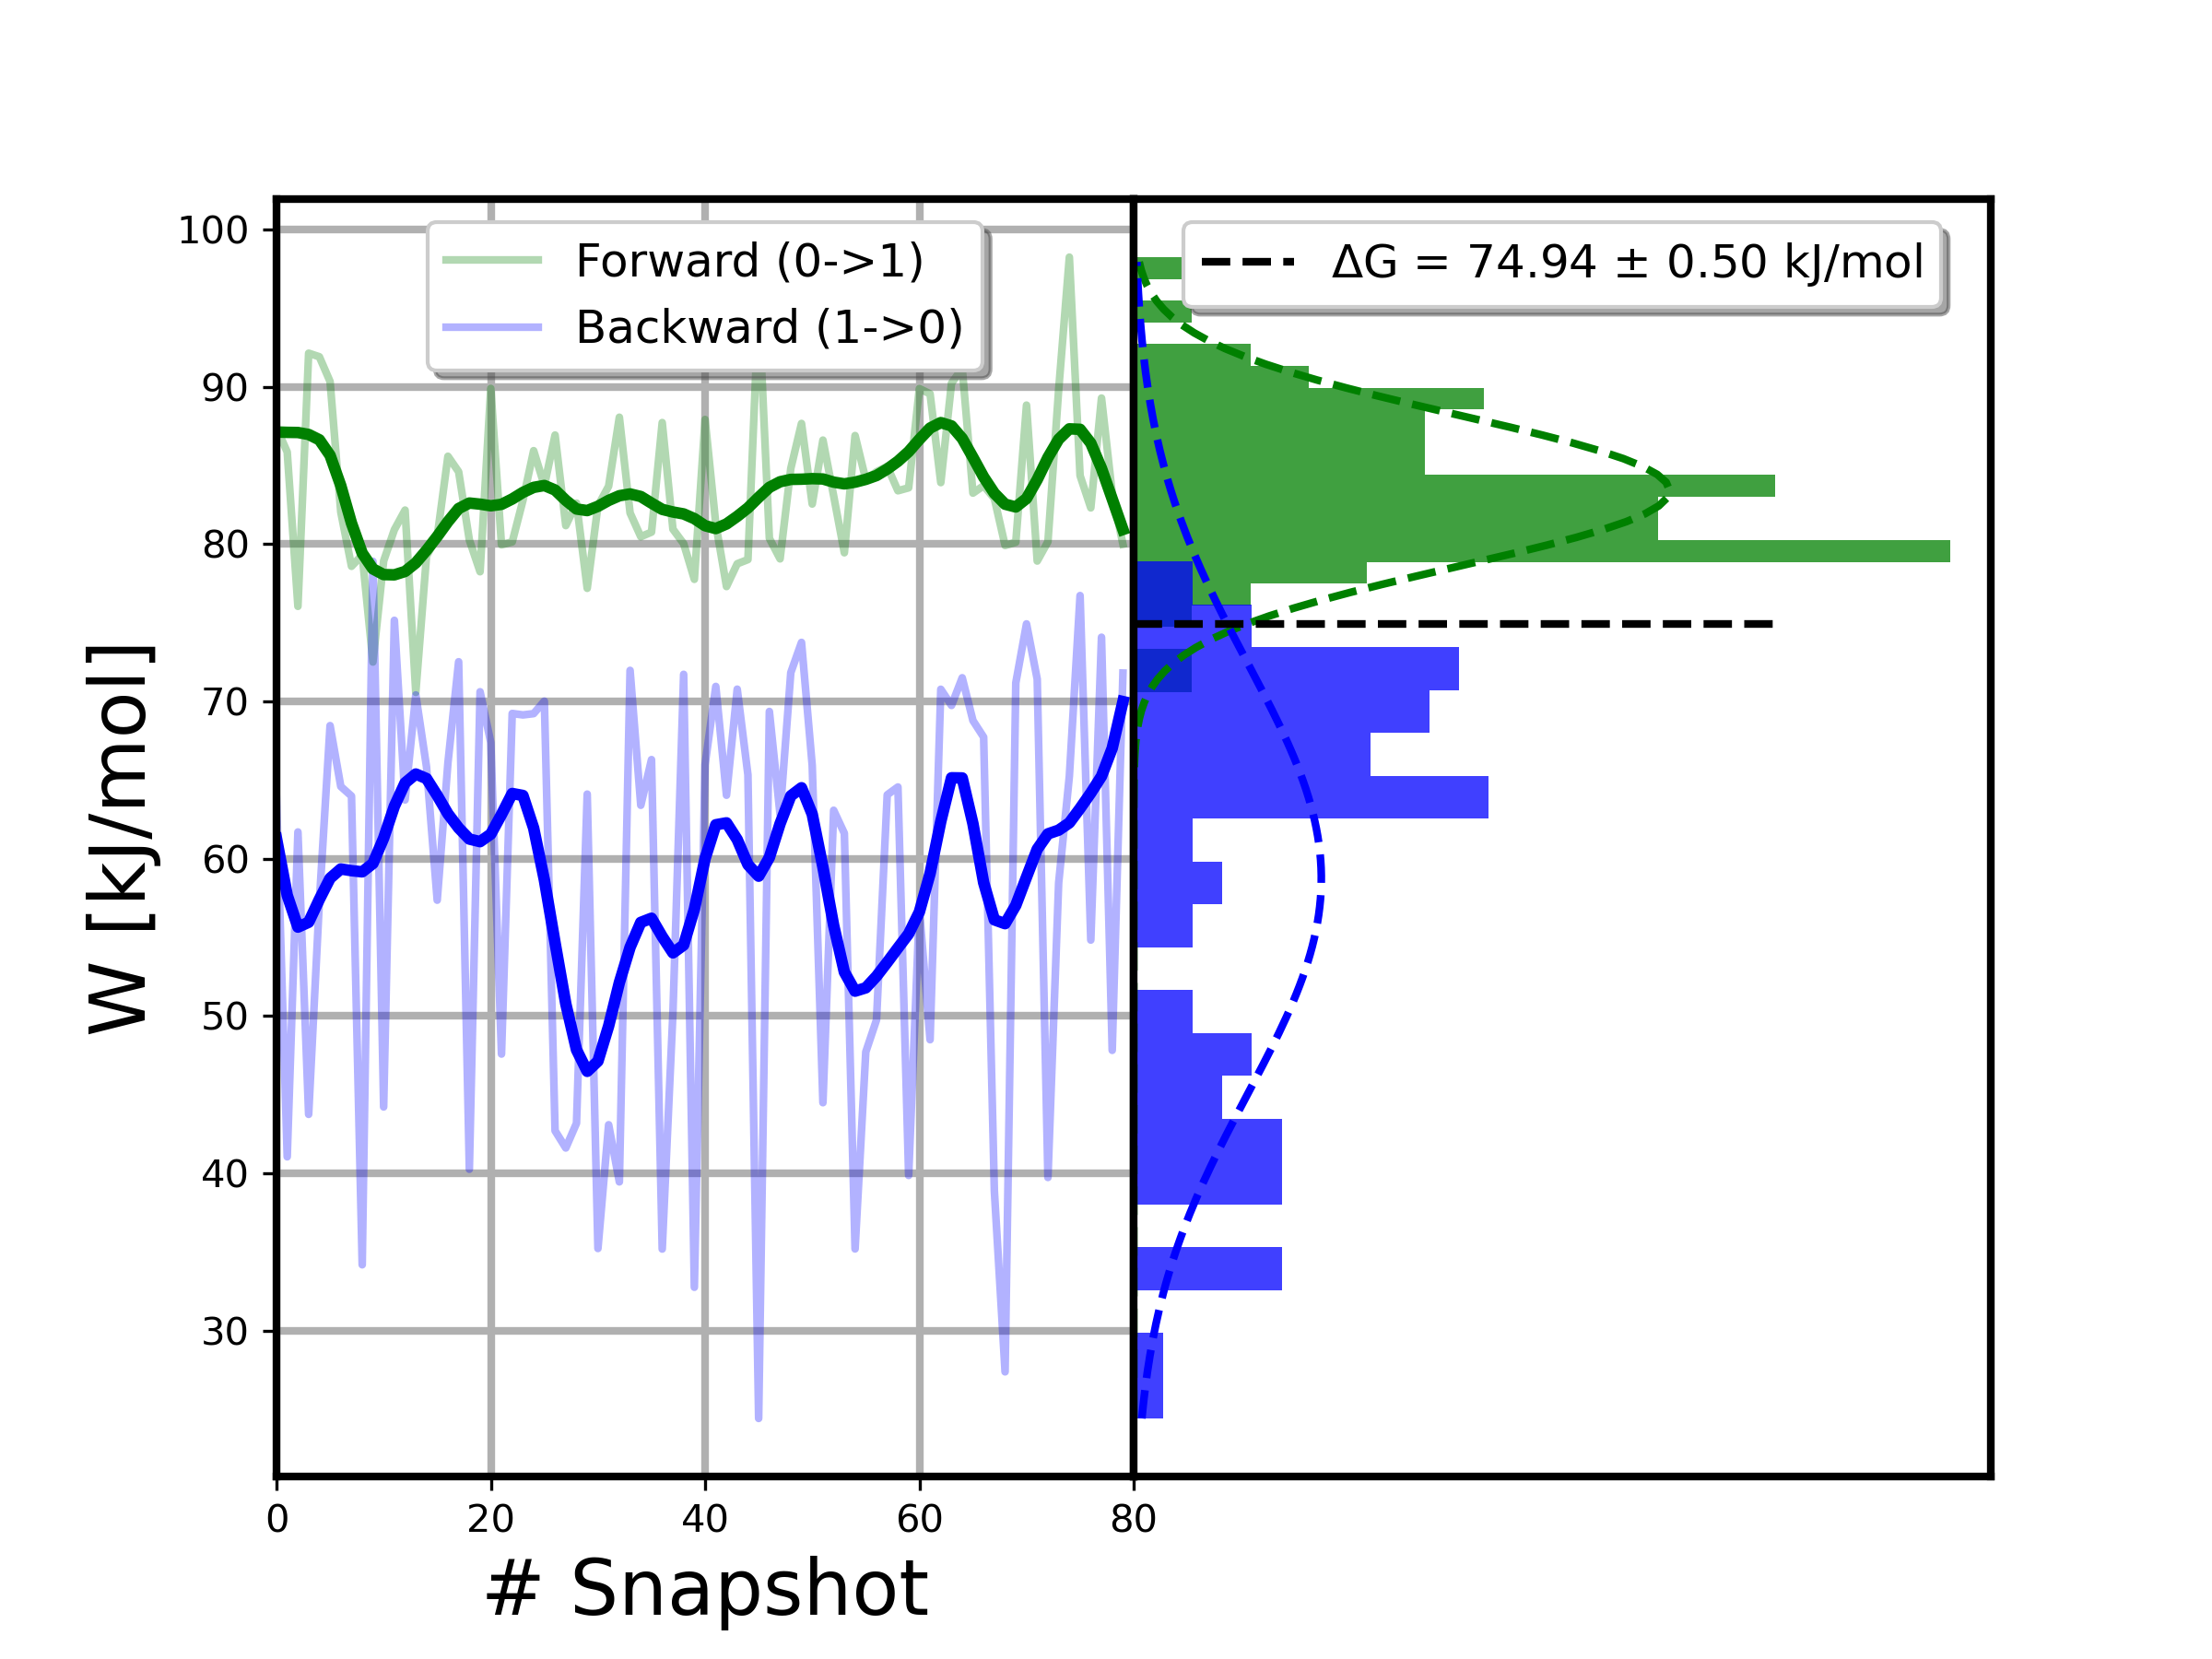 Forward (0->1)
Backward (1->0)
ΔG = 74.94 ± 0.50 kJ/mol
W [kJ/mol]
100
90
80
70
60
50
40
30
0 20 40 60 80
# Snapshot